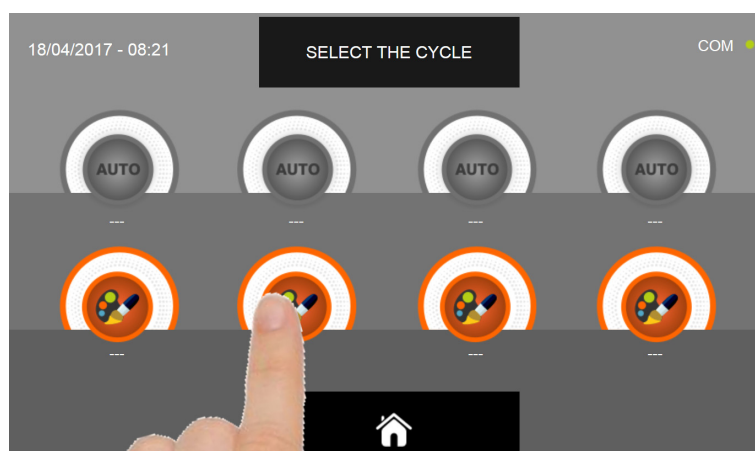 18/04/2017 - 08:21
SELECT THE CYCLE
COM
AUTO
AUTO
AUTO
AUTO
---
---
---
---
---
---
---